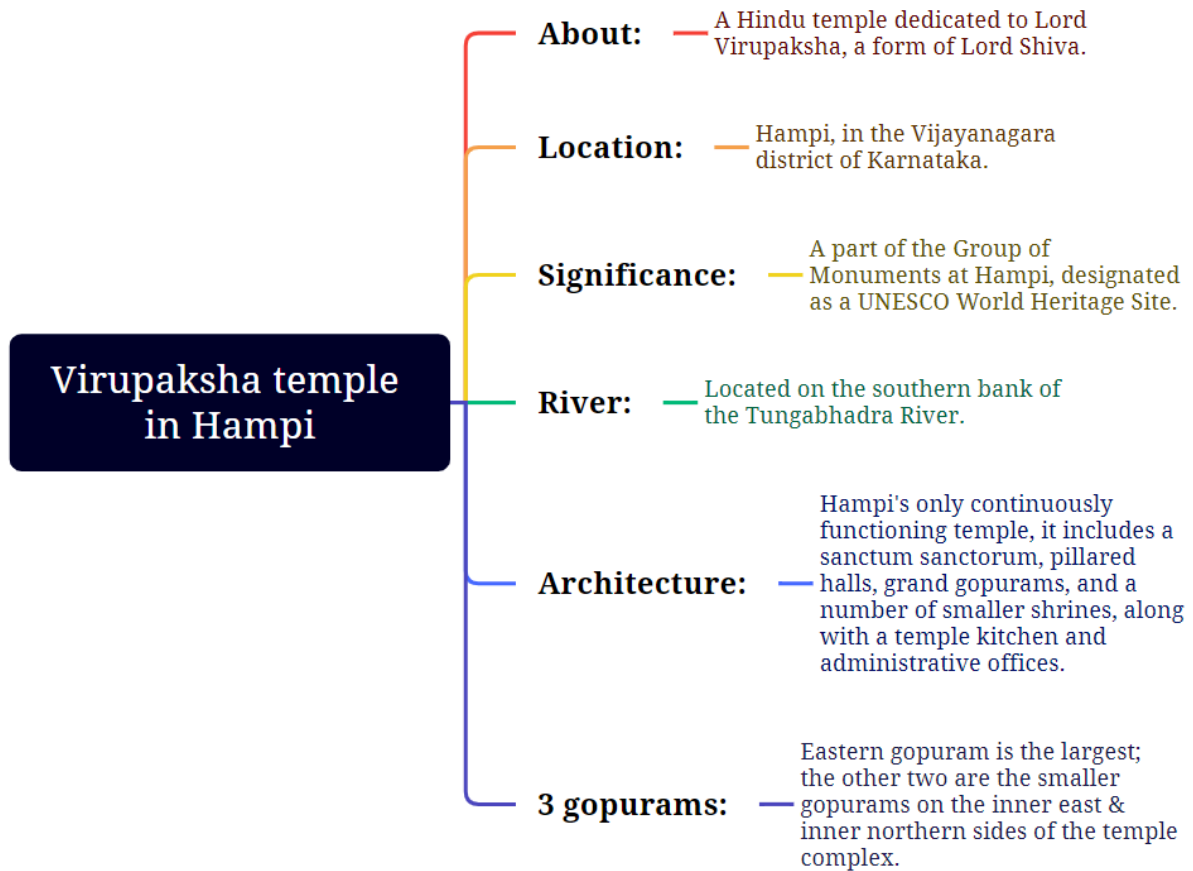 Virupaksha temple
in Hampi
About:
A Hindu temple dedicated to Lord
Virupaksha, a form of Lord Shiva.
Location:
Hampi, in the Vijayanagara
district of Karnataka.
Significance:
A part of the Group of
Monuments at Hampi, designated
as a UNESCO World Heritage Site.
River:
Located on the southern bank of
the Tungabhadra River.
Architecture:
Hampi's only continuously
functioning temple, it includes a
sanctum sanctorum, pillared
halls, grand gopurams, and a
number of smaller shrines, along
with a temple kitchen and
administrative offices.
3 gopurams:
Eastern gopuram is the largest;
the other two are the smaller
gopurams on the inner east &
inner northern sides of the temple
complex.